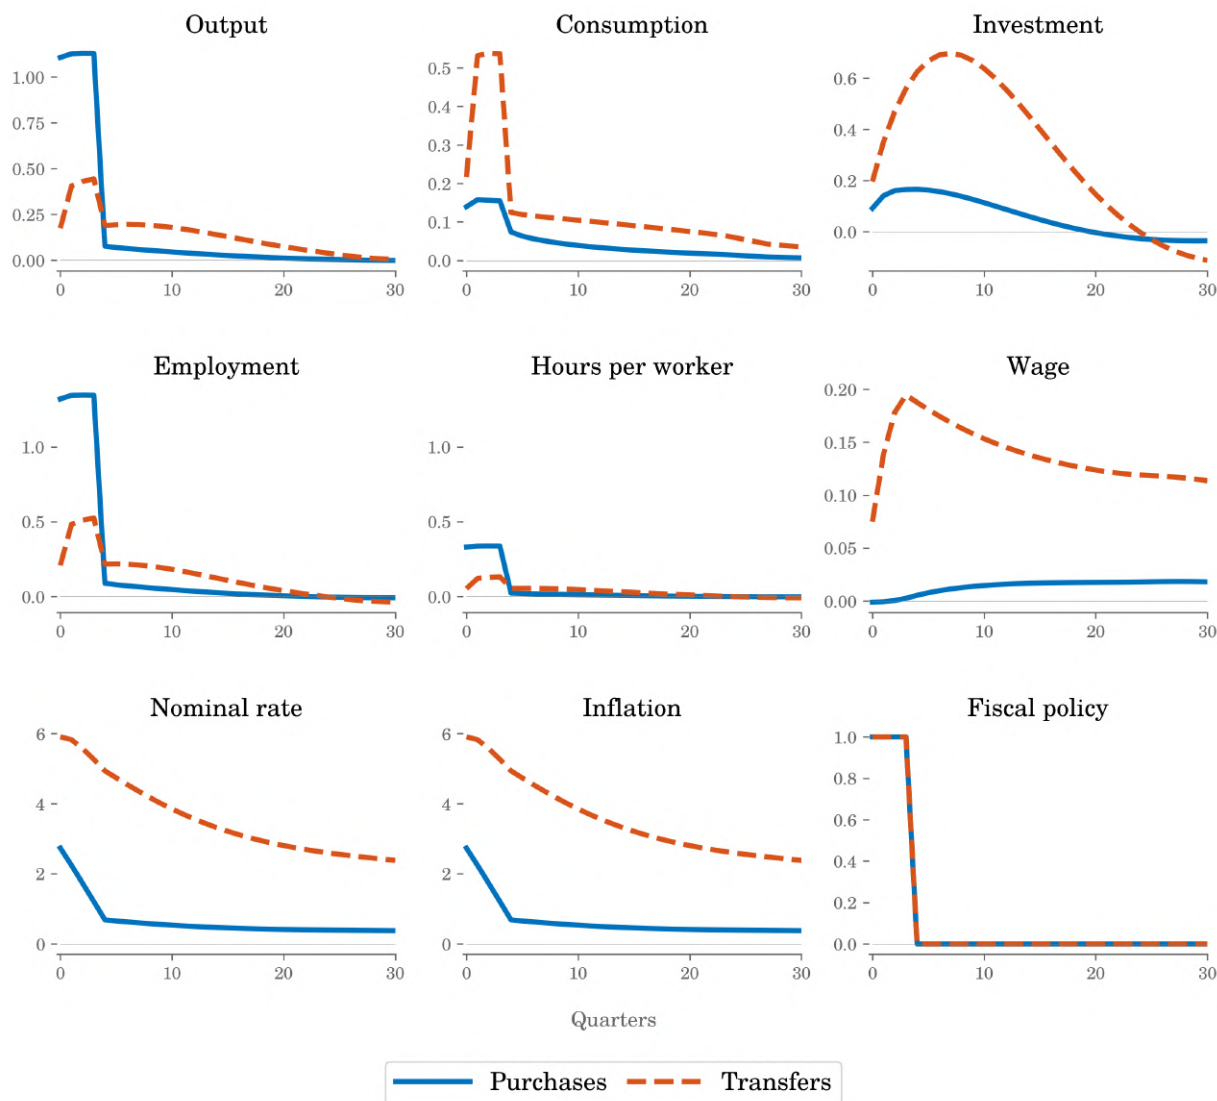 Output
Consumption
Investment
1.00
0.75
0.50
0.25
0.00
0 10 20 30
0.5
0.4
0.3
0.2
0.1
0.0
0 10 20 30
0.6
0.4
0.2
0.0
0 10 20 30
Employment
Hours per worker
Wage
1.0
0.5
0.0
0 10 20 30
1.0
0.5
0.0
0 10 20 30
0.20
0.15
0.10
0.05
0.00
0 10 20 30
Nominal rate
Inflation
Fiscal policy
6
4
2
0
0 10 20 30
6
4
2
0
0 10 20 30
1.0
0.8
0.6
0.4
0.2
0.0
0 10 20 30
Quarters
Purchases Transfers